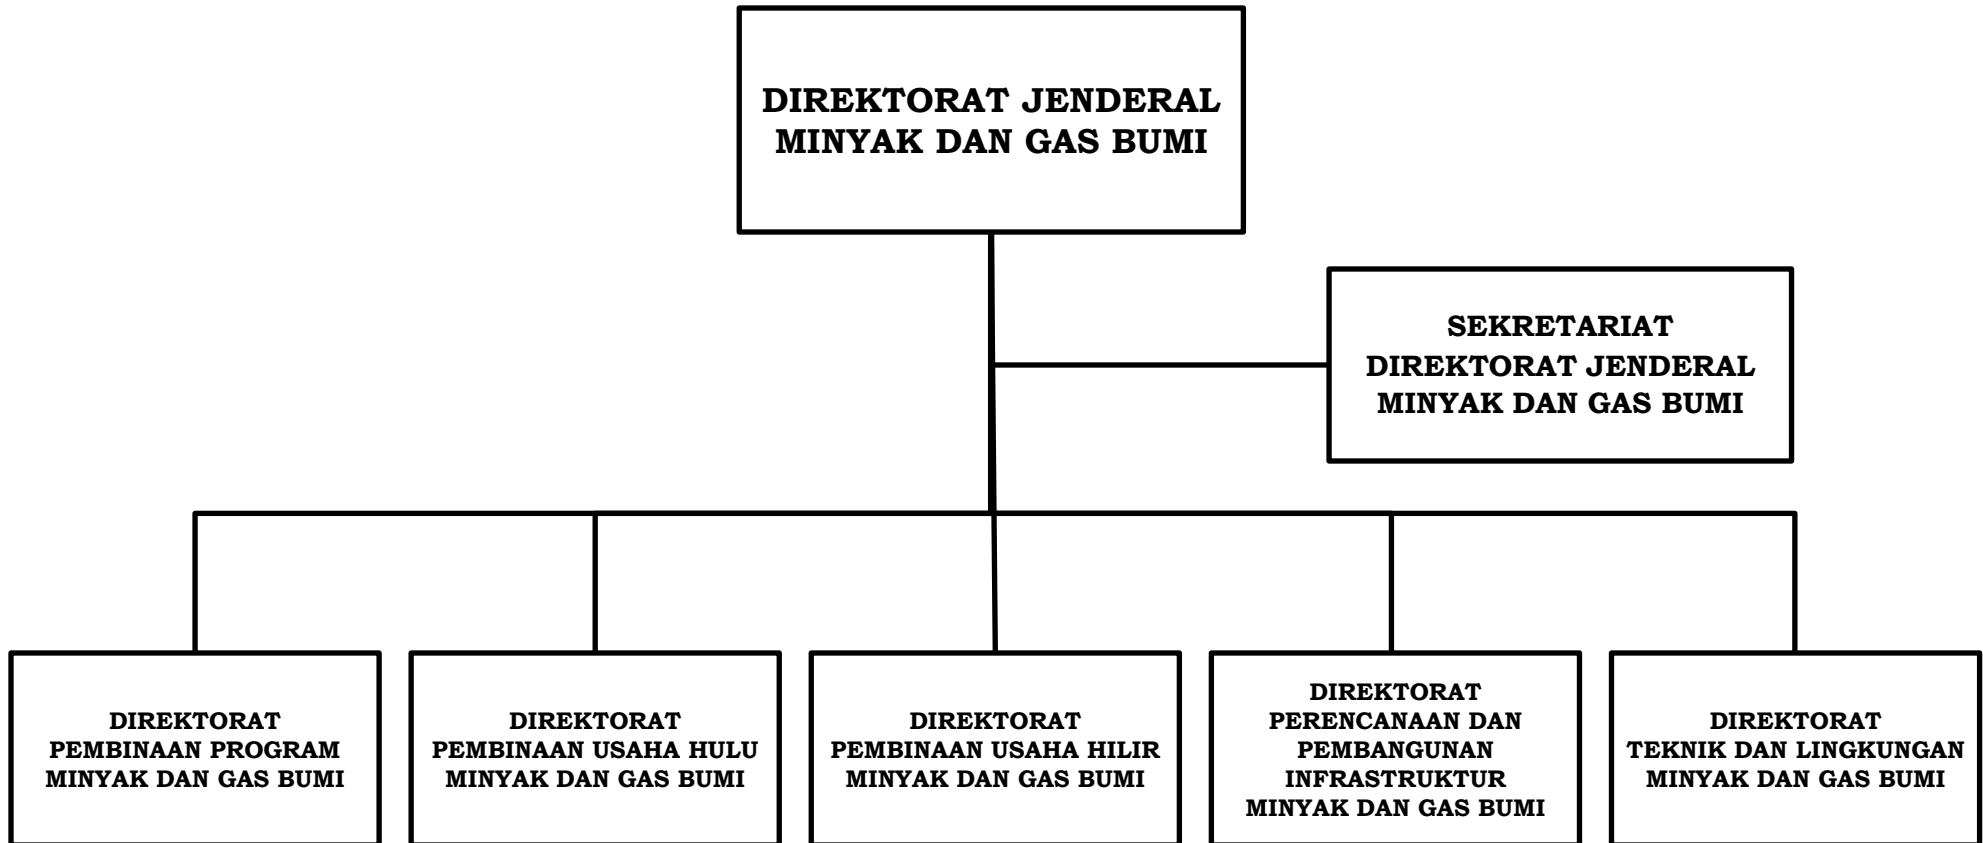 DIREKTORAT JENDERAL
MINYAK DAN GAS BUMI
SEKRETARIAT
DIREKTORAT JENDERAL
MINYAK DAN GAS BUMI
DIREKTORAT
PEMBINAAN PROGRAM
MINYAK DAN GAS BUMI
DIREKTORAT
PEMBINAAN USAHA HULU
MINYAK DAN GAS BUMI
DIREKTORAT
PEMBINAAN USAHA HILIR
MINYAK DAN GAS BUMI
DIREKTORAT
PERENCANAAN DAN
PEMBANGUNAN
INFRASTRUKTUR
MINYAK DAN GAS BUMI
DIREKTORAT
TEKNIK DAN LINGKUNGAN
MINYAK DAN GAS BUMI